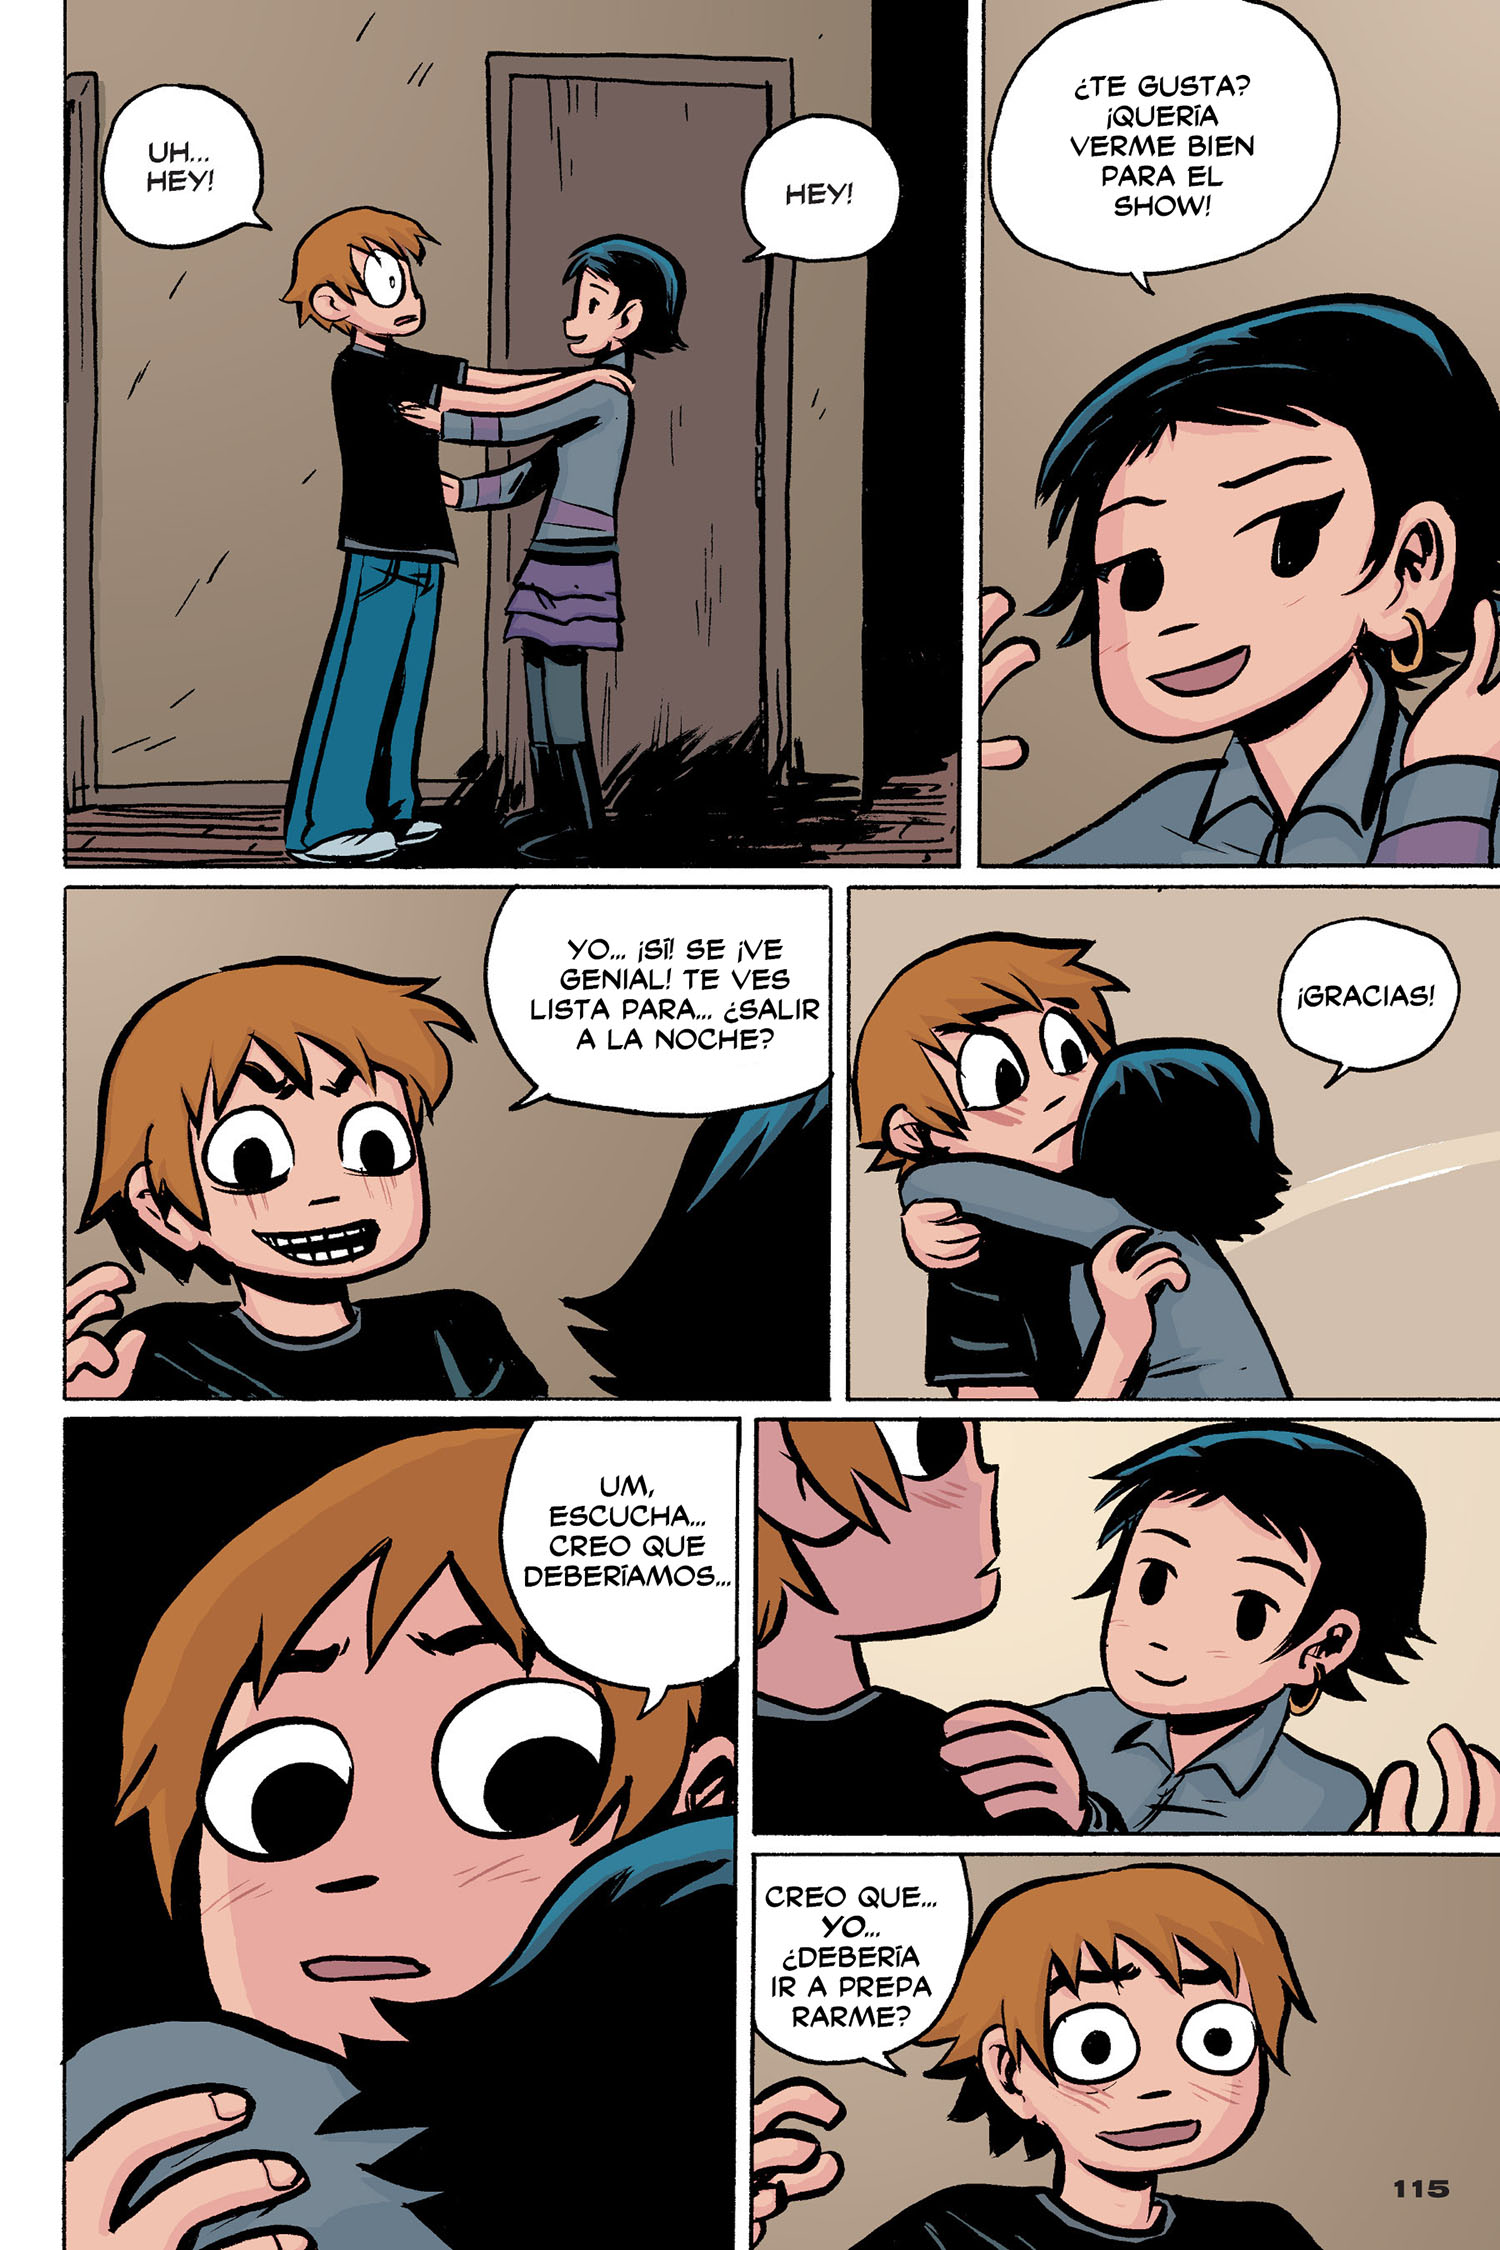 UH...
HEY!
HEY!
¿TE GUSTA?
¡QUERÍA
VERME BIEN
PARA EL
SHOW!
YO... ¡SÍ! SE ¡VE
GENIAL! TE VES
LISTA PARA... ¿SALIR
A LA NOCHE?
¡GRACIAS!
UM,
ESCUCHA...
CREO QUE
DEBERÍAMOS...
CREO QUE...
YO...
¿DEBERÍA
IR A PREPA
RARME?
115